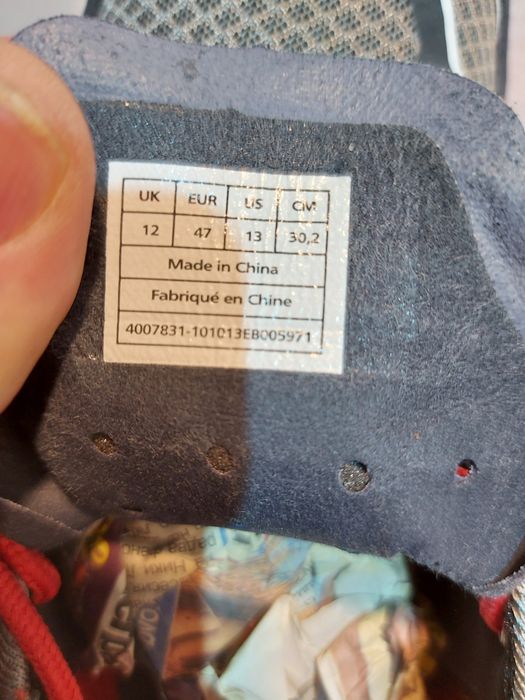 UK EUR US CM
12 47 13 30,2
Made in China
Fabriqué en Chine
4007831-101013EB005971